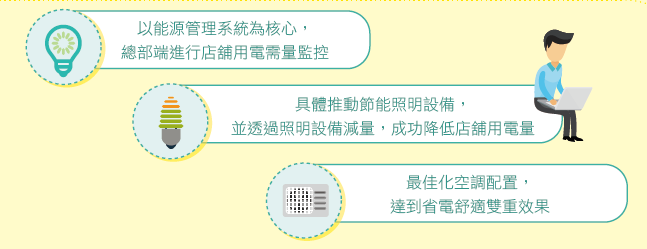 以能源管理系統為核心，
總部端進行店舖用電需量監控
具體推動節能照明設備，
並透過照明設備減量，成功降低店舖用電量
最佳化空調配置，
達到省電舒適雙重效果